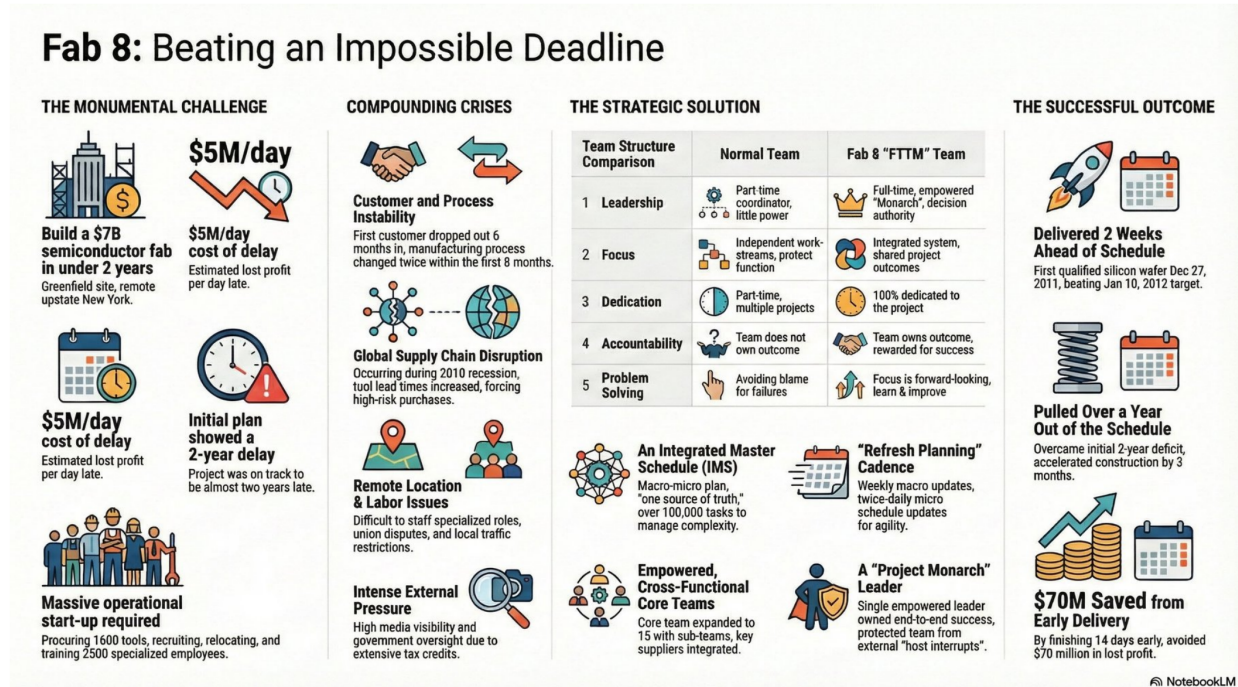 Fab 8: Beating an Impossible Deadline
THE MONUMENTAL CHALLENGE
Build a $7B
semiconductor fab
in under 2 years
Greenfield site, remote
upstate New York.
$5M/day
$5M/day
cost of delay
Estimated lost profit
per day late.
$5M/day
cost of delay
Estimated lost profit
per day late.
Initial plan
showed a
2-year delay
Project was on track to
be almost two years late.
Massive operational
start-up required
Procuring 1600 tools, recruiting, relocating, and
training 2500 specialized employees.
COMPOUNDING CRISES
Customer and Process
Instability
First customer dropped out 6
months in, manufacturing process
changed twice within the first 8 months.
Global Supply Chain Disruption
Occurring during 2010 recession,
tuol lead times increased, forcing
high-risk purchases.
Remote Location
& Labor Issues
Difficult to staff specialized roles,
union disputes, and local traffic
restrictions.
Intense External
Pressure
High media visibility and
government oversight due to
extensive tax credits.
THE STRATEGIC SOLUTION
Team Structure
Comparison
Normal Team
Fab & “FTTM” Team
1 Leadership
Part-time
coordinator,
little power
Full-time, empowered
“Monarch”, decision
authority
2 Focus
Independent work-
streams, protect
function
Integrated system,
shared project
outcomes
3 Dedication
Part-time,
multiple projects
100% dedicated to
the project
4 Accountability
?
Team does not
own outcome
Team owns outcome,
rewarded for success
5 Problem
Solving
Avoiding blame
for failures
Focus is forward-looking,
learn & improve
An Integrated Master
Schedule (IMS)
Macro-micro plan,
"one source of truth,"
over 100,000 tasks to
manage complexity.
“Refresh Planning”
Cadence
Weekly macro updates,
twice-daily micro
schedule updates
for agility.
Empowered,
Cross-Functional
Core Teams
Core team expanded to
15 with sub-teams, key
suppliers integrated.
A “Project Monarch”
Leader
Single empowered leader
owned end-to-end success,
protected team from
external “host interrupts”.
THE SUCCESSFUL OUTCOME
Delivered 2 Weeks
Ahead of Schedule
First qualified silicon wafer Dec 27,
2011, beating Jan 10, 2012 target.
Pulled Over a Year
Out of the Schedule
Overcame initial 2-year deficit,
accelerated construction by 3
months.
$70M Saved from
Early Delivery
By finishing 14 days early, avoided
$70 million in lost profit.
NotebookLM